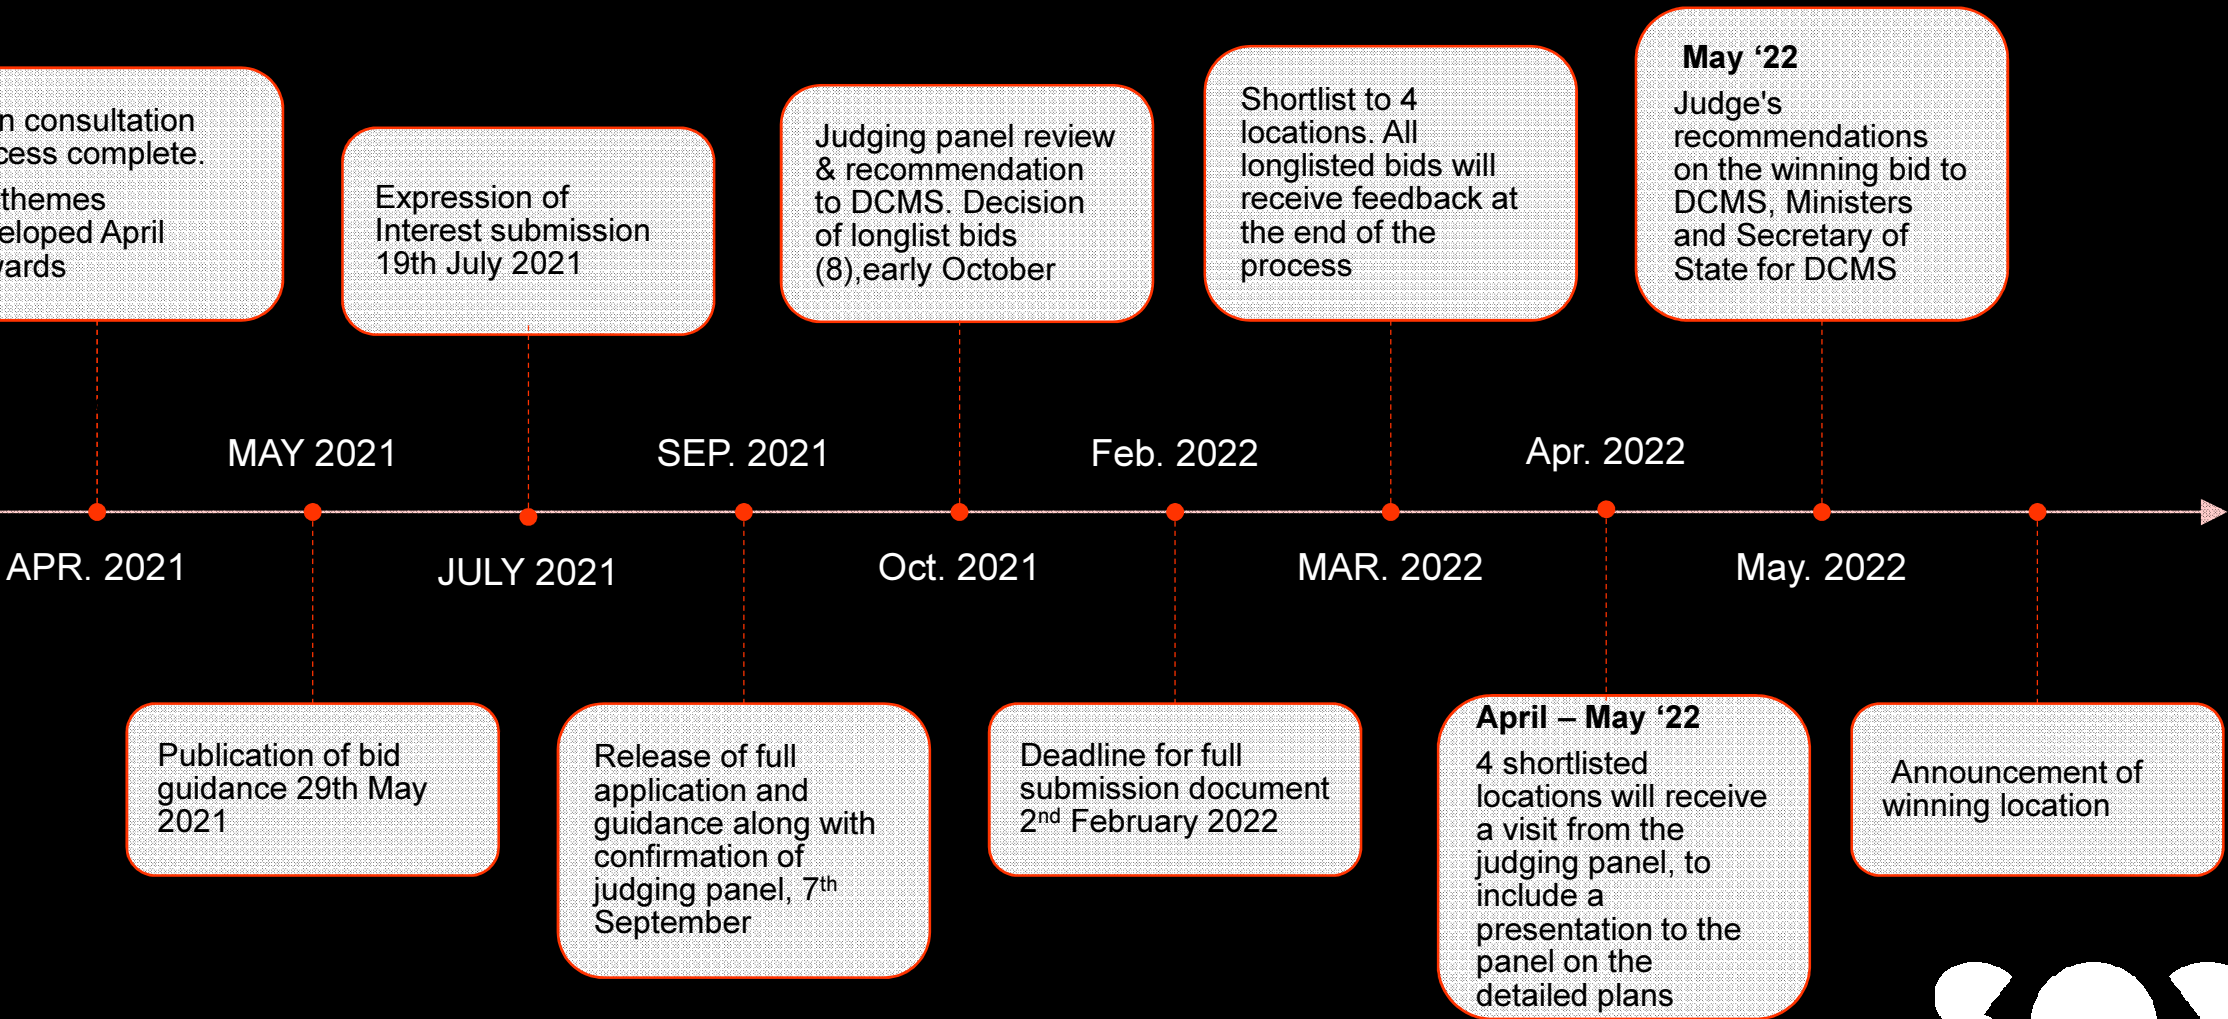 n consultation
cess complete.
themes
eloped April
vards
Expression of
Interest submission
19th July 2021
Judging panel review
& recommendation
to DCMS. Decision
of longlist bids
(8),early October
Shortlist to 4
locations. All
longlisted bids will
receive feedback at
the end of the
process
May ‘22
Judge's
recommendations
on the winning bid to
DCMS, Ministers
and Secretary of
State for DCMS
MAY 2021
SEP. 2021
Feb. 2022
Apr. 2022
APR. 2021
JULY 2021
Oct. 2021
MAR. 2022
May. 2022
Publication of bid
guidance 29th May
2021
Release of full
application and
guidance along with
confirmation of
judging panel, 7th
September
Deadline for full
submission document
2nd February 2022
April – May ‘22
4 shortlisted
locations will receive
a visit from the
judging panel, to
include a
presentation to the
panel on the
detailed plans
Announcement of
winning location